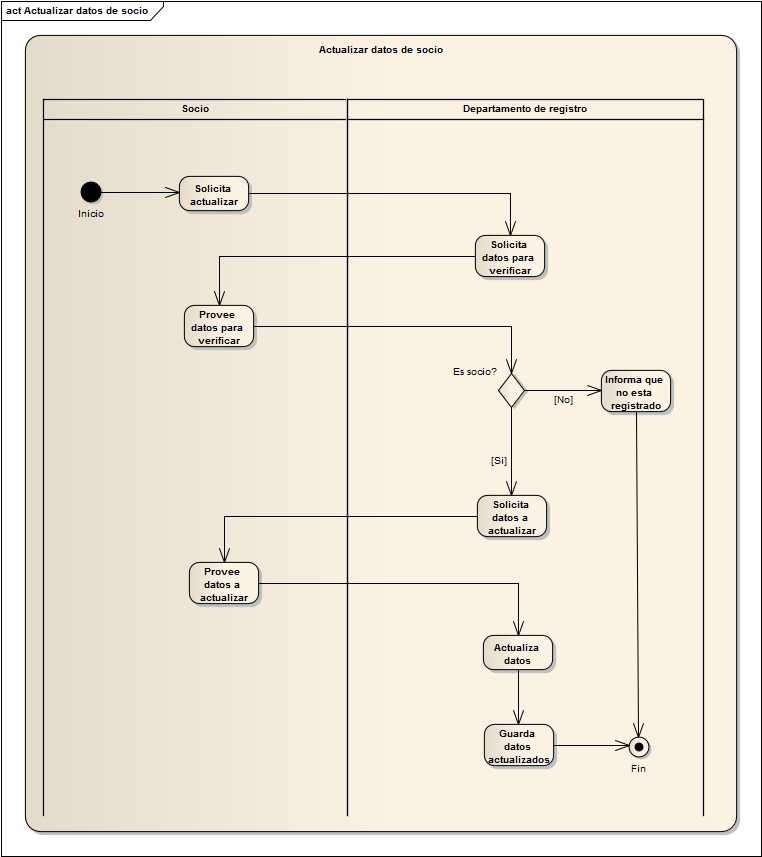 act Actualizar datos de socio
Actualizar datos de socio
Socio
Departamento de registro
Inicio
Solicita
actualizar
Solicita
datos para
verificar
Provee
datos para
verificar
Es socio?
[No]
Informa que
no esta
registrado
[Si]
Solicita
datos a
actualizar
Provee
datos a
actualizar
Actualiza
datos
Guarda
datos
actualizados
Fin